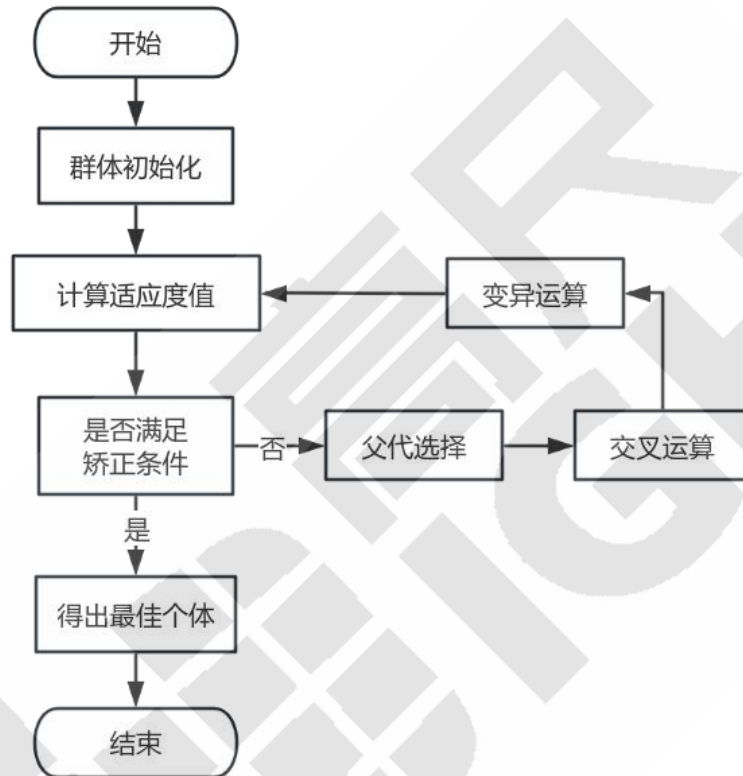 开始
群体初始化
计算适应度值
变异运算
是否满足
矫正条件
否
父代选择
交叉运算
是
得出最佳个体
结束